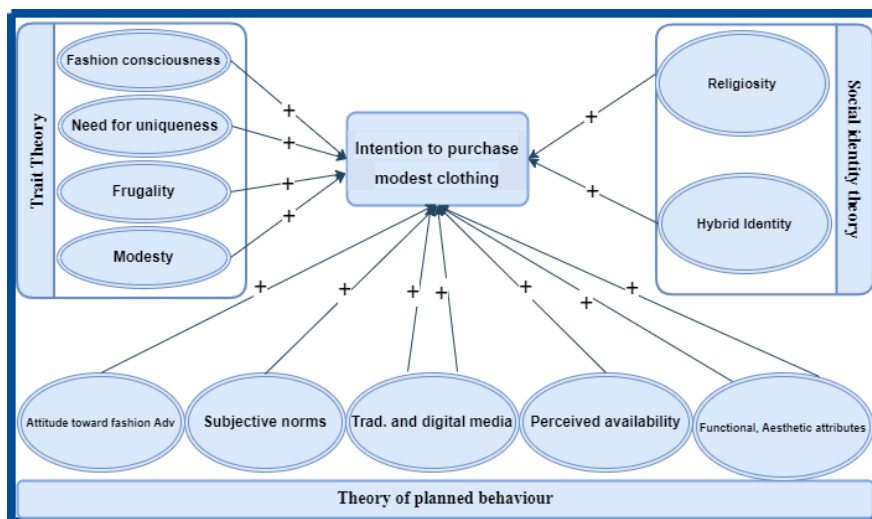 Trait Theory
Fashion consciousness
Need for uniqueness
Frugality
Modesty
+
+
+
+
Intention to purchase
modest clothing
+
+
Religiosity
Hybrid Identity
Social identity theory
+
+
+
+
+
+
+
Attitude toward fashion Adv
Subjective norms
Trad. and digital media
Perceived availability
Functional, Aesthetic attributes
Theory of planned behaviour